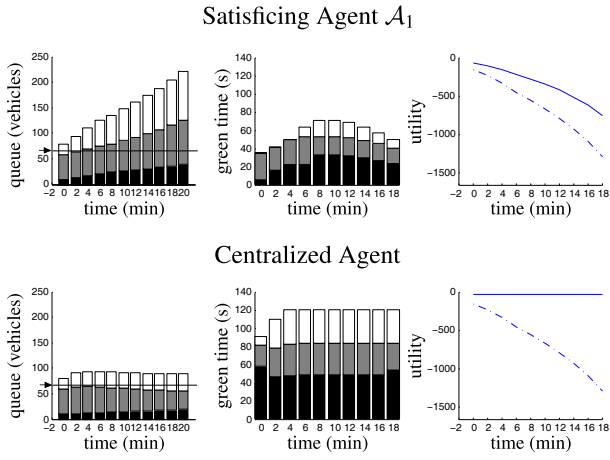 Satisficing Agent 𝒜₁
250
200
150
100
50
0
queue (vehicles)
−2 0 2 4 6 8 10 12 14 16 18 20
time (min)
140
120
100
80
60
40
20
0
green time (s)
0 2 4 6 8 10 12 14 16 18
time (min)
0
−500
−1000
−1500
utility
−2 0 2 4 6 8 10 12 14 16 18
time (min)
Centralized Agent
250
200
150
100
50
0
queue (vehicles)
−2 0 2 4 6 8 10 12 14 16 18 20
time (min)
140
120
100
80
60
40
20
0
green time (s)
0 2 4 6 8 10 12 14 16 18
time (min)
0
−500
−1000
−1500
utility
−2 0 2 4 6 8 10 12 14 16 18
time (min)